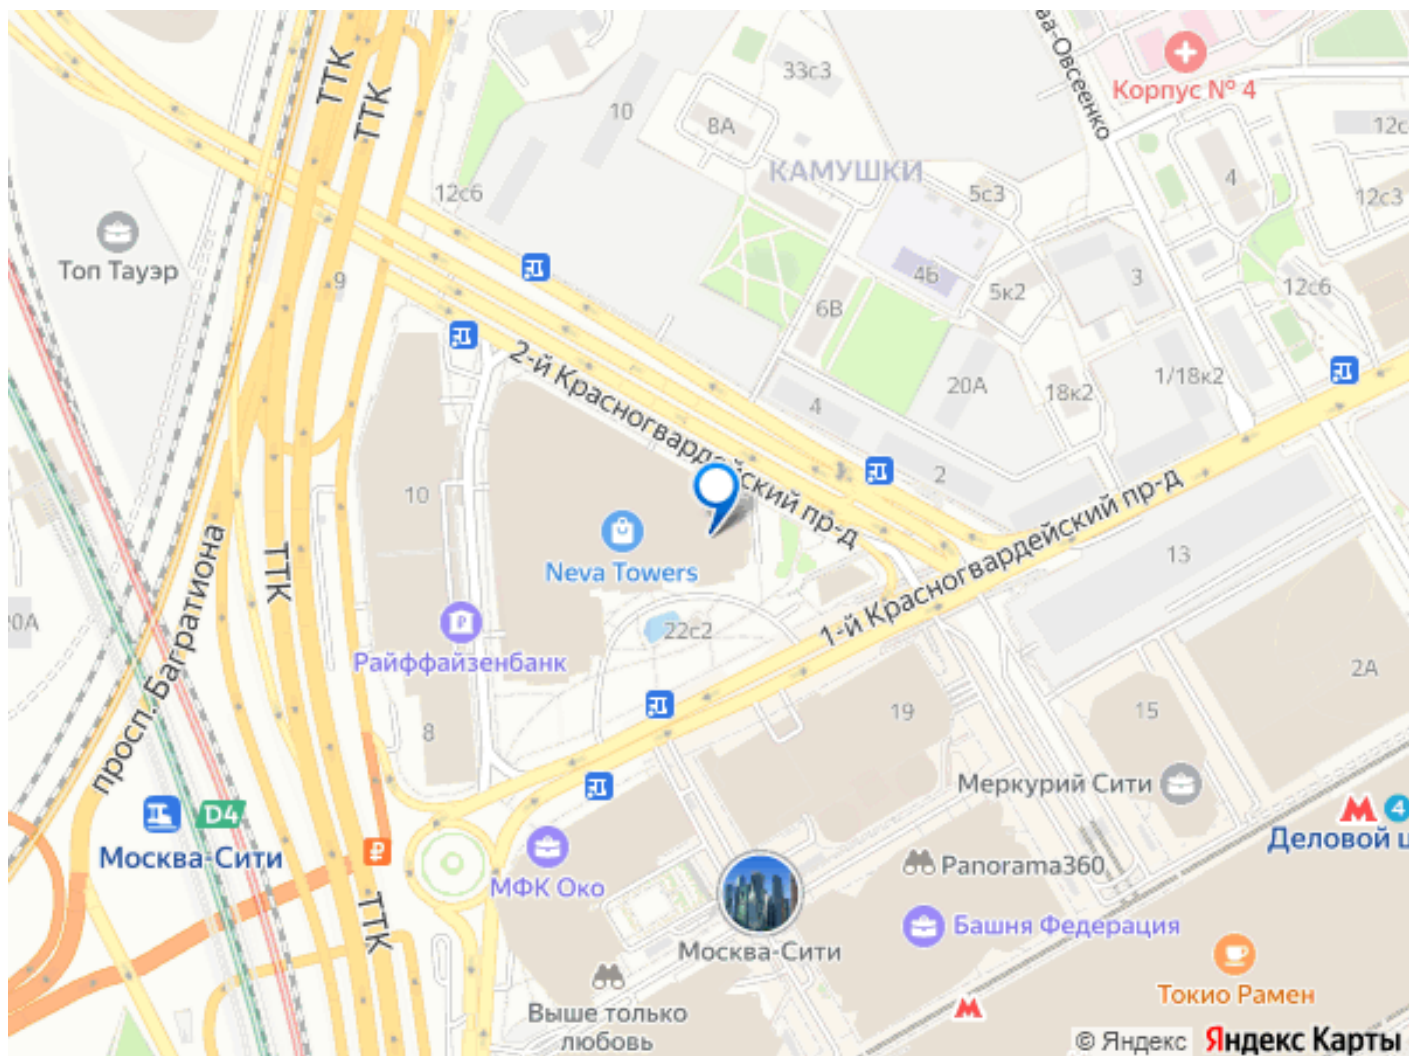 ТТК
ТТК
33с3
Корпус № 4
10
8А
12с
КАМУШКИ
12с6
5с3
4
12с3
Топ Тауэр
9
4Б
5к2
3
12с6
6В
2-й Красногвардейский пр-д
20А
18к2
1/18к2
4
2
10
1-й Красногвардейский пр-д
13
просп. Багратиона
ТТК
Neva Towers
22с2
Райффайзенбанк
2А
19
15
8
Меркурий Сити
D4
Москва-Сити
₽
4
Деловой ц
МФК Око
Panorama360
ТТК
Башня Федерация
Москва-Сити
Токио Рамен
Выше только
любовь
© Яндекс Яндекс Карты